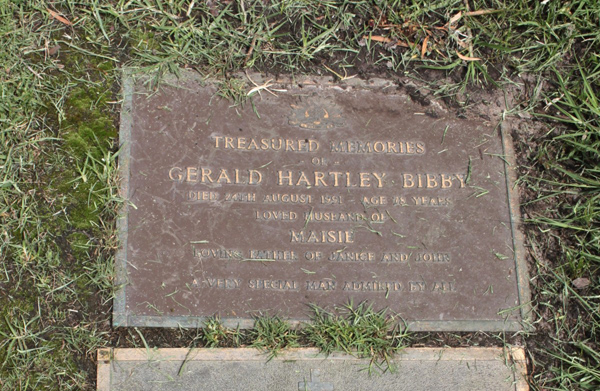 TREASURED MEMORIES
OF
GERALD HARTLEY BIBBY
DIED AUGUST AGE YEARS
LOVED HUSBAND OF
MAISIE
LOVING FATHER OF JANICE AND JOHN
A VERY SPECIAL MAN ADMIRED BY ALL